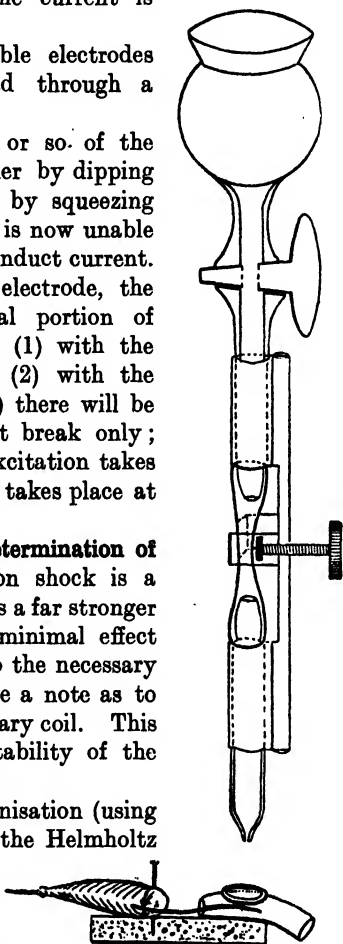 ble electrodes
d through a
or so of the
er by dipping
by squeezing
is now unable
nduct current.
electrode, the
al portion of
(1) with the
(2) with the
) there will be
t break only;
xcitation takes
takes place at
termination of
on shock is a
s a far stronger
minimal effect
the necessary
e a note as to
ary coil. This
tability of the
nisation (using
the Helmholtz